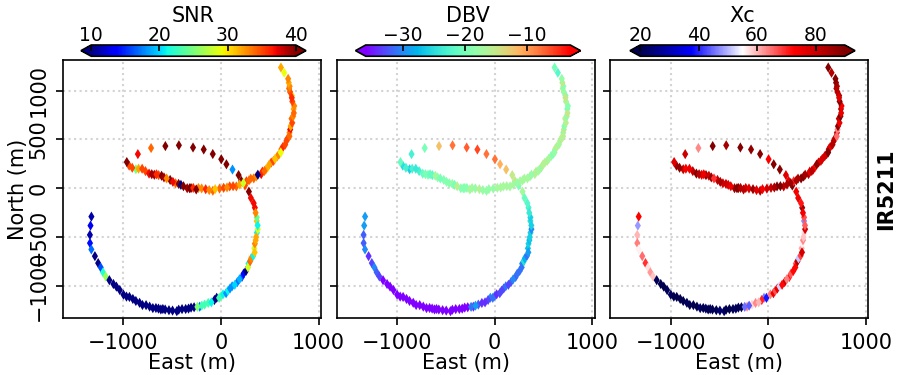 SNR DBV Xc
10 20 30 40 −30 −20 −10 20 40 60 80
1000
500
0
−500
−1000
North (m)
IR5211
−1000 0 1000 −1000 0 1000 −1000 0 1000
East (m) East (m) East (m)